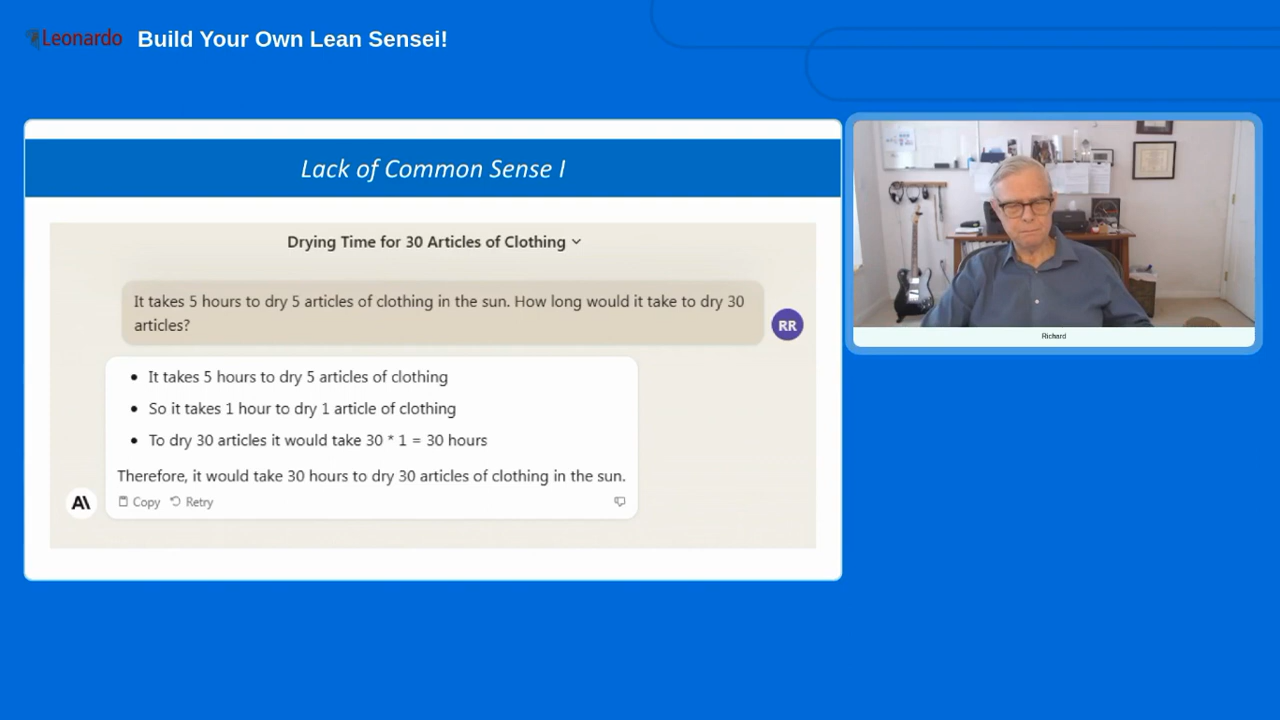 Leonardo Build Your Own Lean Sensei!
Lack of Common Sense I
Drying Time for 30 Articles of Clothing
It takes 5 hours to dry 5 articles of clothing in the sun. How long would it take to dry 30
articles?
RR
• It takes 5 hours to dry 5 articles of clothing
• So it takes 1 hour to dry 1 article of clothing
• To dry 30 articles it would take 30 * 1 = 30 hours
Therefore, it would take 30 hours to dry 30 articles of clothing in the sun.
A\
Copy Retry
Richard